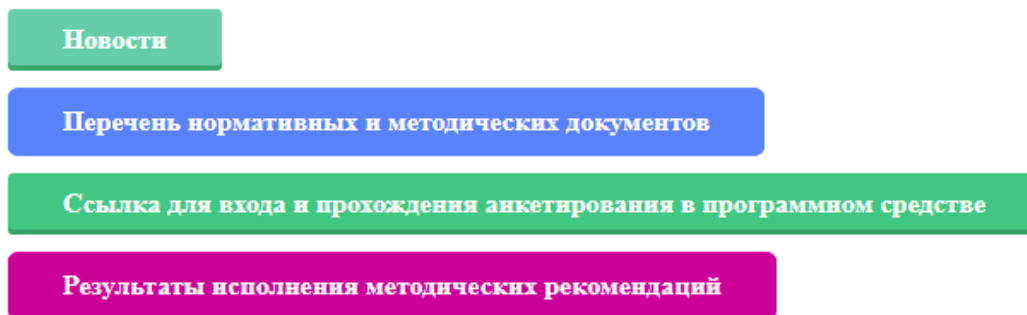 Новости
Перечень нормативных и методических документов
Ссылка для входа и прохождения анкетирования в программном средстве
Результаты исполнения методических рекомендаций